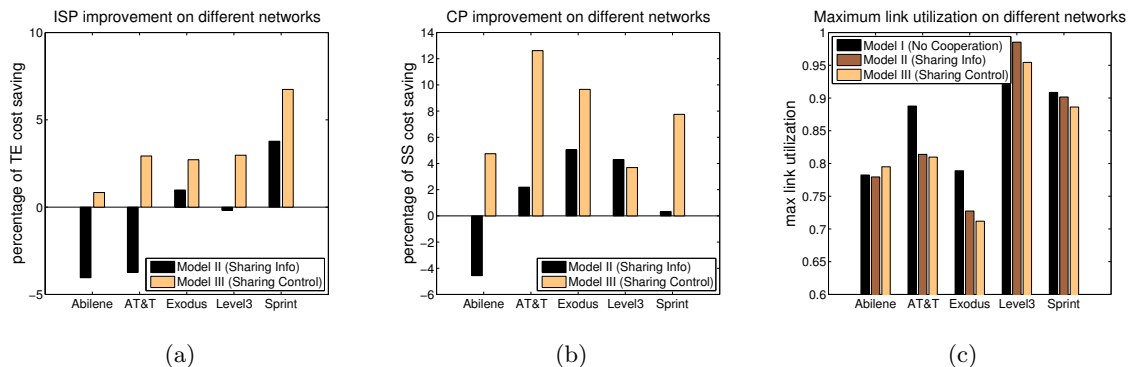 ISP improvement on different networks
percentage of TE cost saving
10
5
0
−5
Abilene AT&T Exodus Level3 Sprint
Model II (Sharing Info)
Model III (Sharing Control)
(a)
CP improvement on different networks
percentage of SS cost saving
14
12
10
8
6
4
2
0
−2
−4
−6
Abilene AT&T Exodus Level3 Sprint
Model II (Sharing Info)
Model III (Sharing Control)
(b)
Maximum link utilization on different networks
max link utilization
1
0.95
0.9
0.85
0.8
0.75
0.7
0.65
0.6
Abilene AT&T Exodus Level3 Sprint
Model I (No Cooperation)
Model II (Sharing Info)
Model III (Sharing Control)
(c)